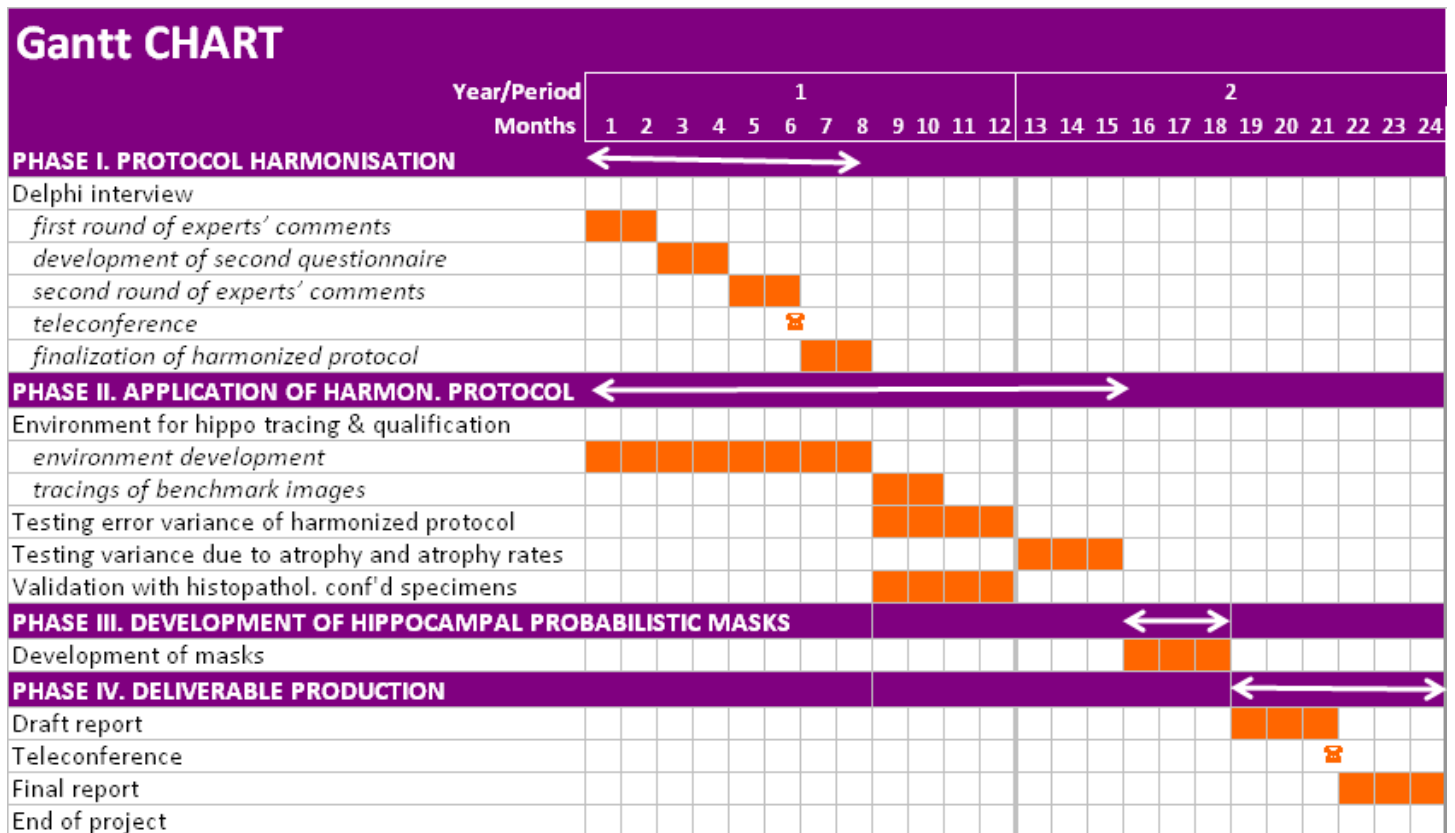 Gantt CHART
Year/Period 1 2
Months 1 2 3 4 5 6 7 8 9 10 11 12 13 14 15 16 17 18 19 20 21 22 23 24
PHASE I. PROTOCOL HARMONISATION
Delphi interview
first round of experts’ comments
development of second questionnaire
second round of experts’ comments
teleconference
finalization of harmonized protocol
PHASE II. APPLICATION OF HARMON. PROTOCOL
Environment for hippo tracing & qualification
environment development
tracings of benchmark images
Testing error variance of harmonized protocol
Testing variance due to atrophy and atrophy rates
Validation with histopathol. conf'd specimens
PHASE III. DEVELOPMENT OF HIPPOCAMPAL PROBABILISTIC MASKS
Development of masks
PHASE IV. DELIVERABLE PRODUCTION
Draft report
Teleconference
Final report
End of project